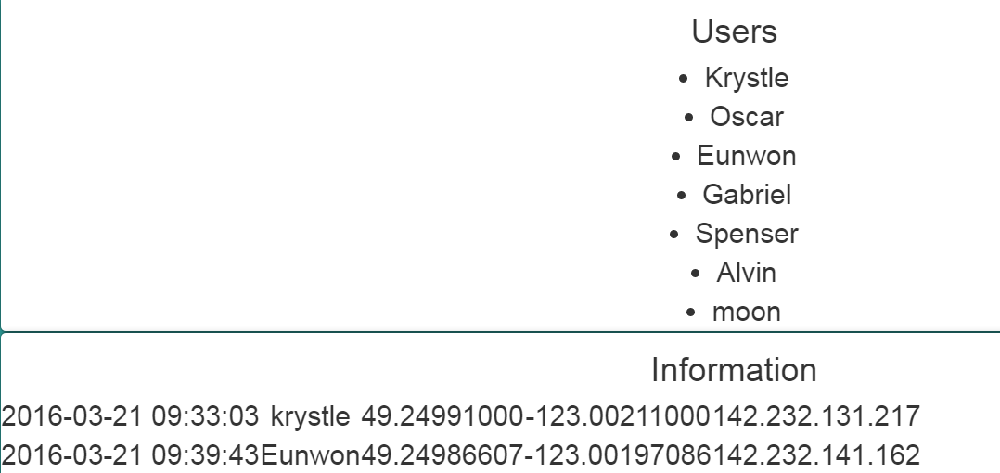 Users
• Krystle
• Oscar
• Eunwon
• Gabriel
• Spenser
• Alvin
• moon
Information
2016-03-21 09:33:03 krystle 49.24991000-123.00211000142.232.131.217
2016-03-21 09:39:43Eunwon49.24986607-123.00197086142.232.141.162